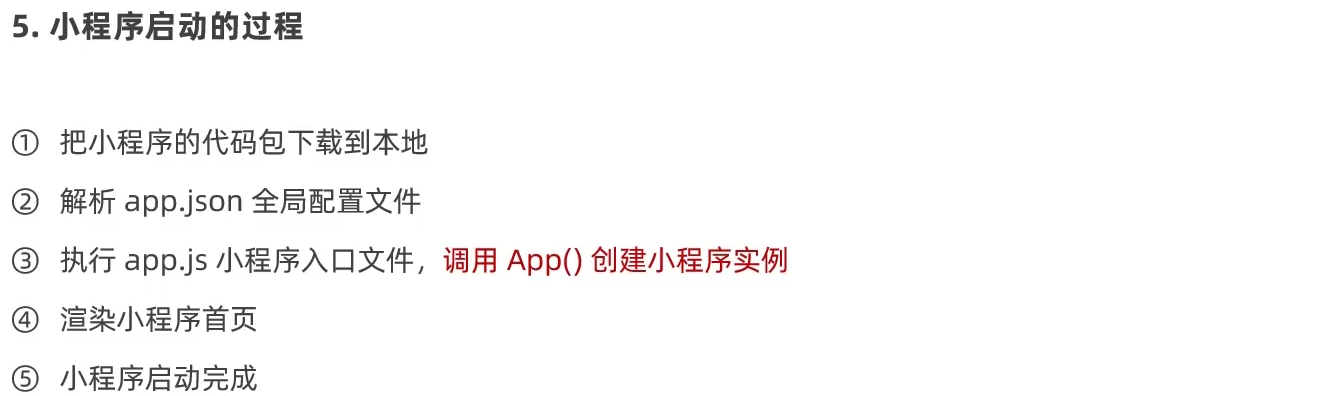 5. 小程序启动的过程
① 把小程序的代码包下载到本地
② 解析 app.json 全局配置文件
③ 执行 app.js 小程序入口文件，调用 App() 创建小程序实例
④ 渲染小程序首页
⑤ 小程序启动完成